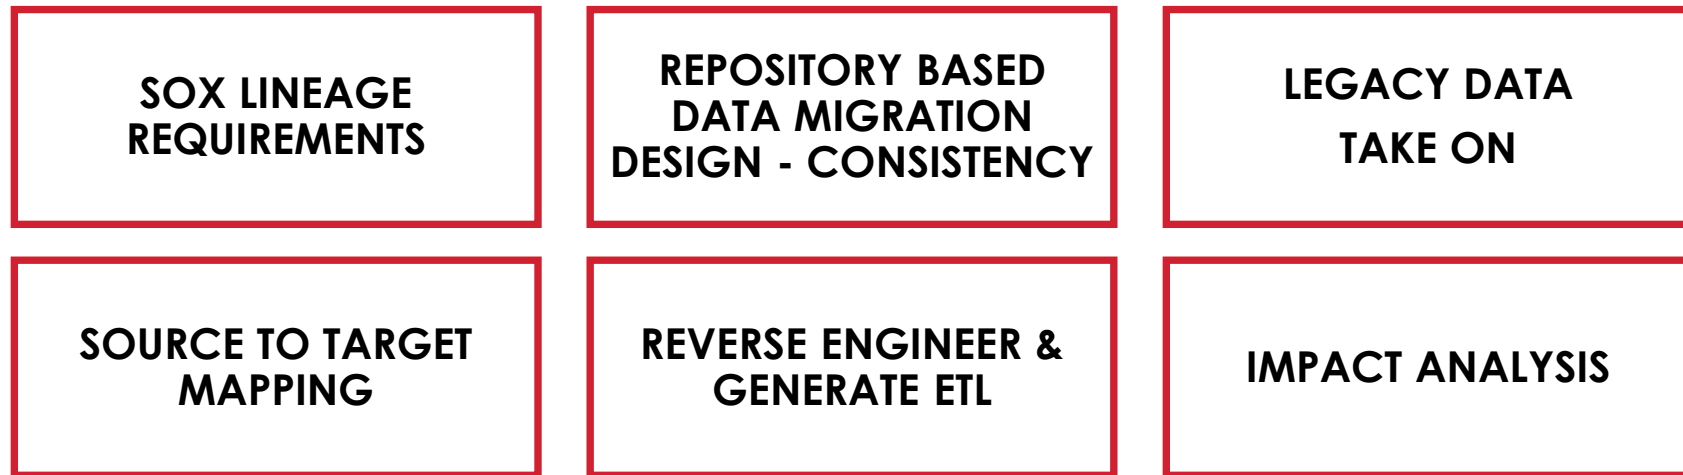 SOX LINEAGE
REQUIREMENTS
REPOSITORY BASED
DATA MIGRATION
DESIGN - CONSISTENCY
LEGACY DATA
TAKE ON
SOURCE TO TARGET
MAPPING
REVERSE ENGINEER &
GENERATE ETL
IMPACT ANALYSIS